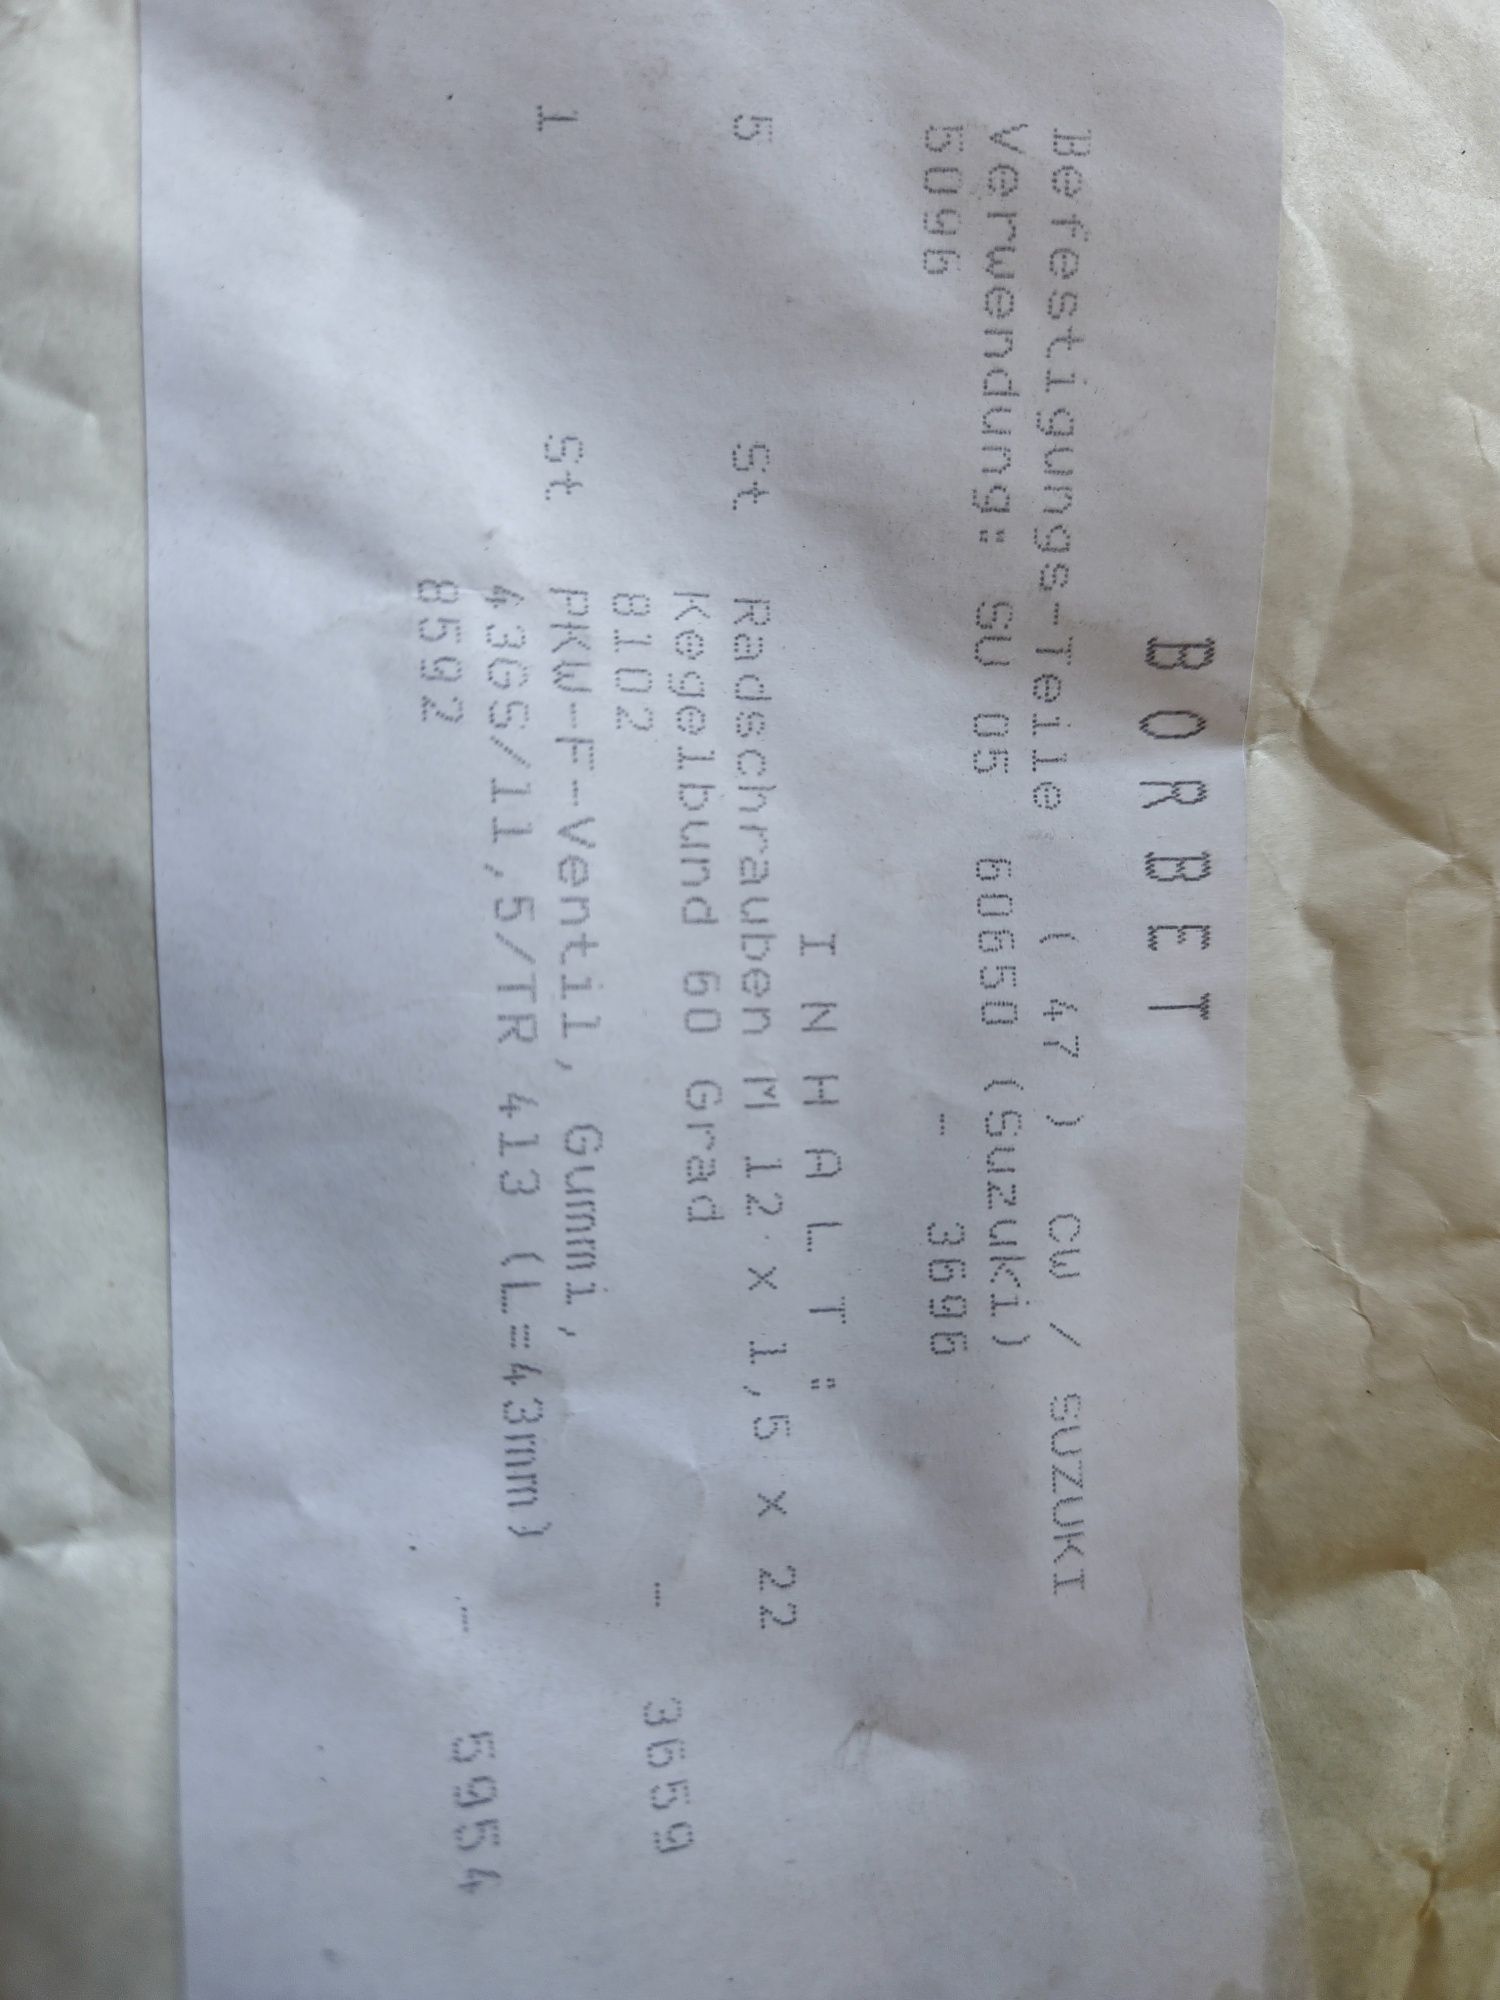 BORBET
Befestigungs-Teile ( 47 ) CW / SUZUKI
Verwendung: SU 05 60650 (Suzuki)
5096 - 3696
I N H A L T :
5 St Radschrauben M 12 x 1,5 x 22
Kegelbund 60 Grad
8102 - 3659
1 St PKW-F-Ventil, Gummi,
43GS/11,5/TR 413 (L=43mm)
8592 - 5954